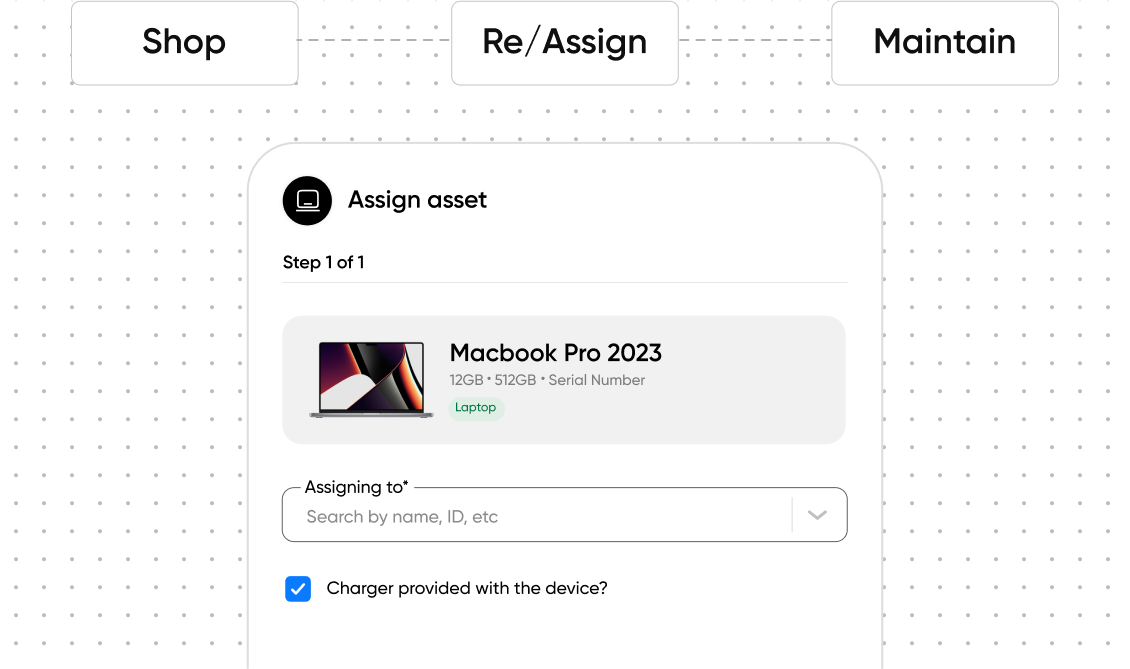 Shop
Re/Assign
Maintain
Assign asset
Step 1 of 1
Macbook Pro 2023
12GB • 512GB • Serial Number
Laptop
Assigning to*
Search by name, ID, etc
Charger provided with the device?